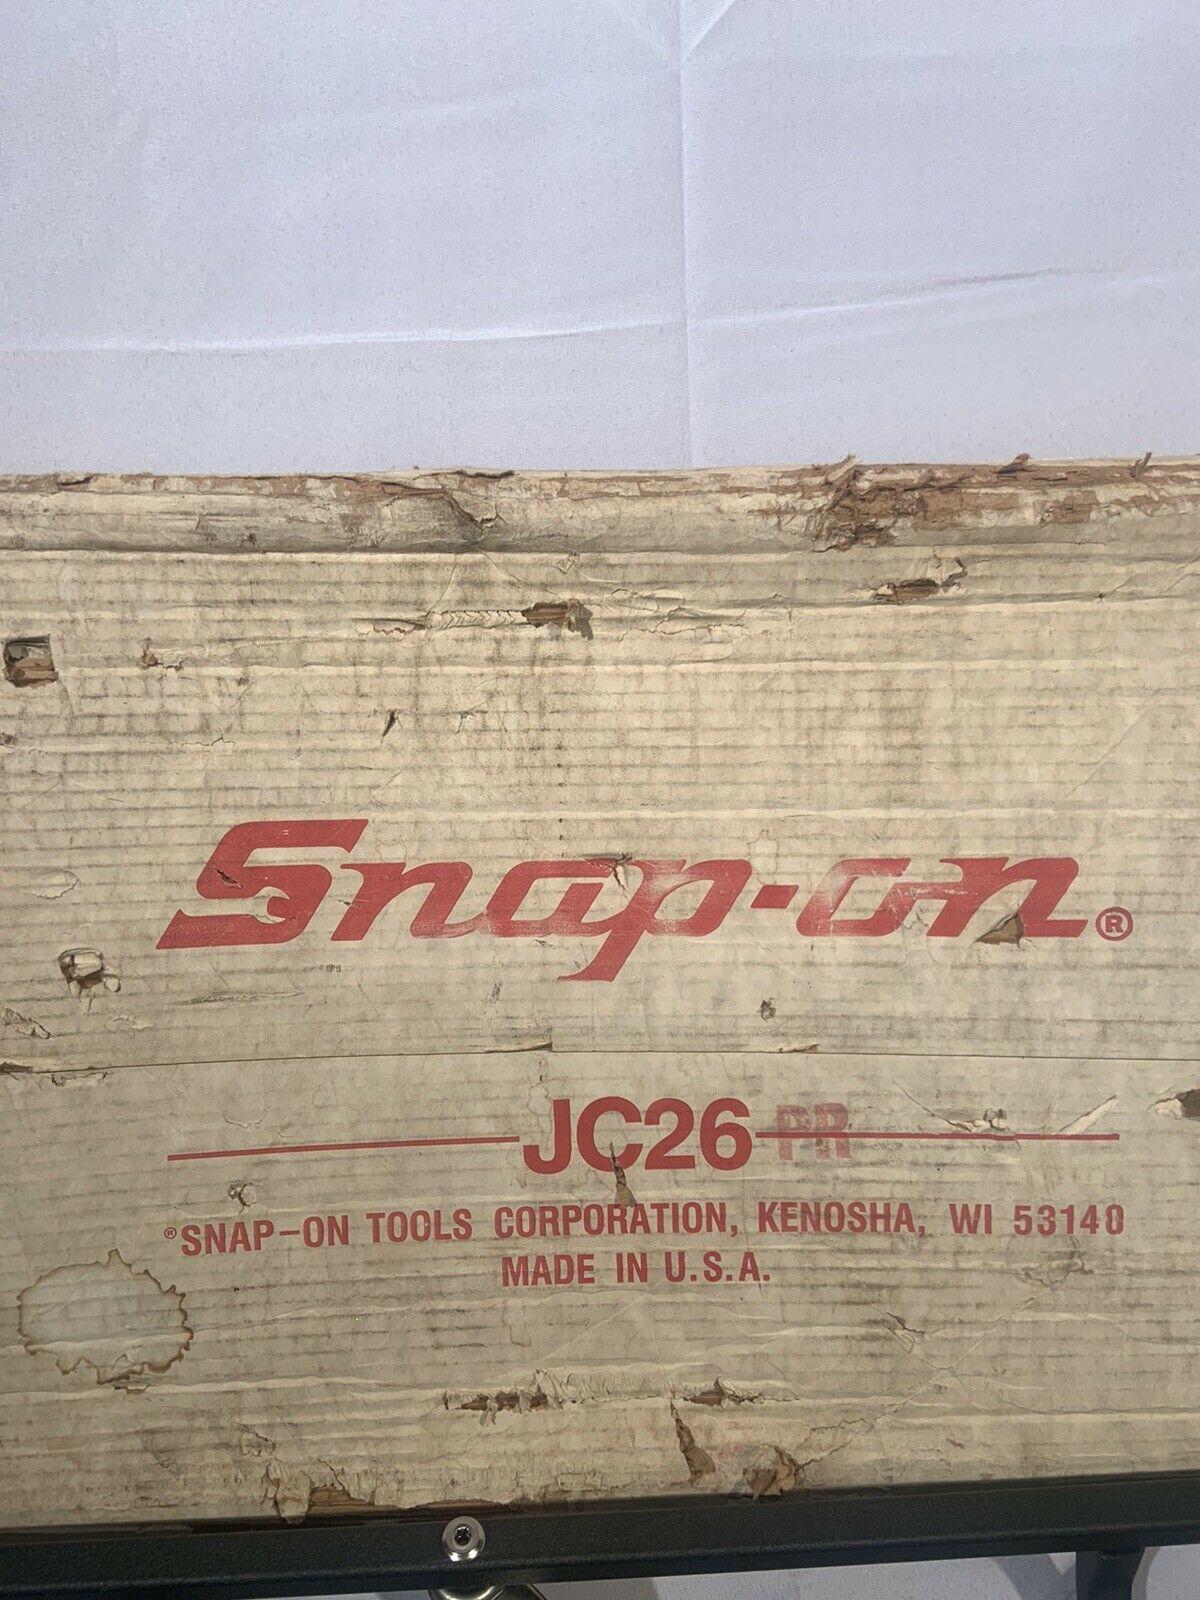 Snap-on®
JC26 PR
®SNAP-ON TOOLS CORPORATION, KENOSHA, WI 53140
MADE IN U.S.A.